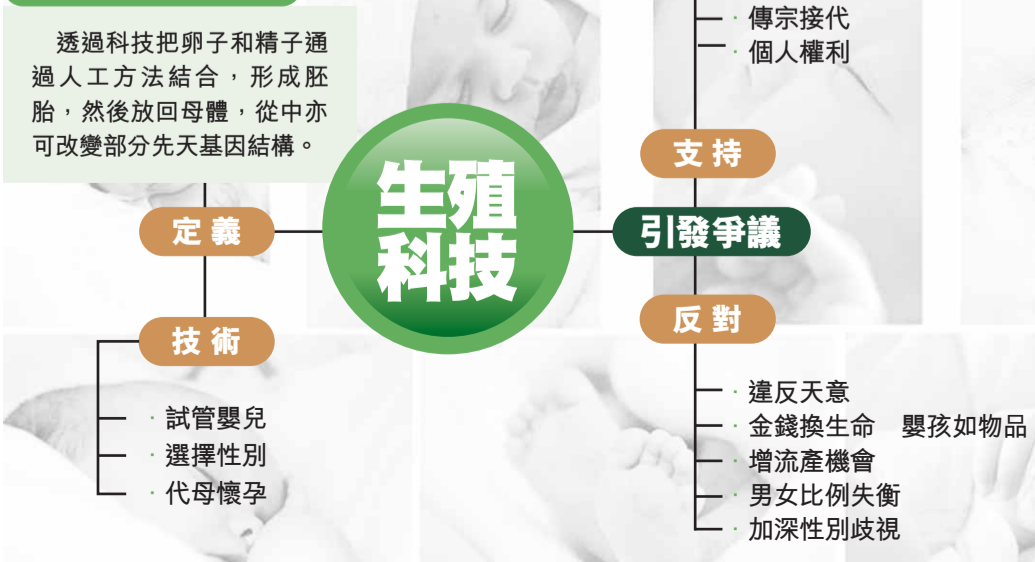 透過科技把卵子和精子通
過人工方法結合，形成胚
胎，然後放回母體，從中亦
可改變部分先天基因結構。
定義
技術
· 試管嬰兒
· 選擇性別
· 代母懷孕
生殖
科技
· 傳宗接代
· 個人權利
支持
引發爭議
反對
· 違反天意
· 金錢換生命　嬰孩如物品
· 增流產機會
· 男女比例失衡
· 加深性別歧視